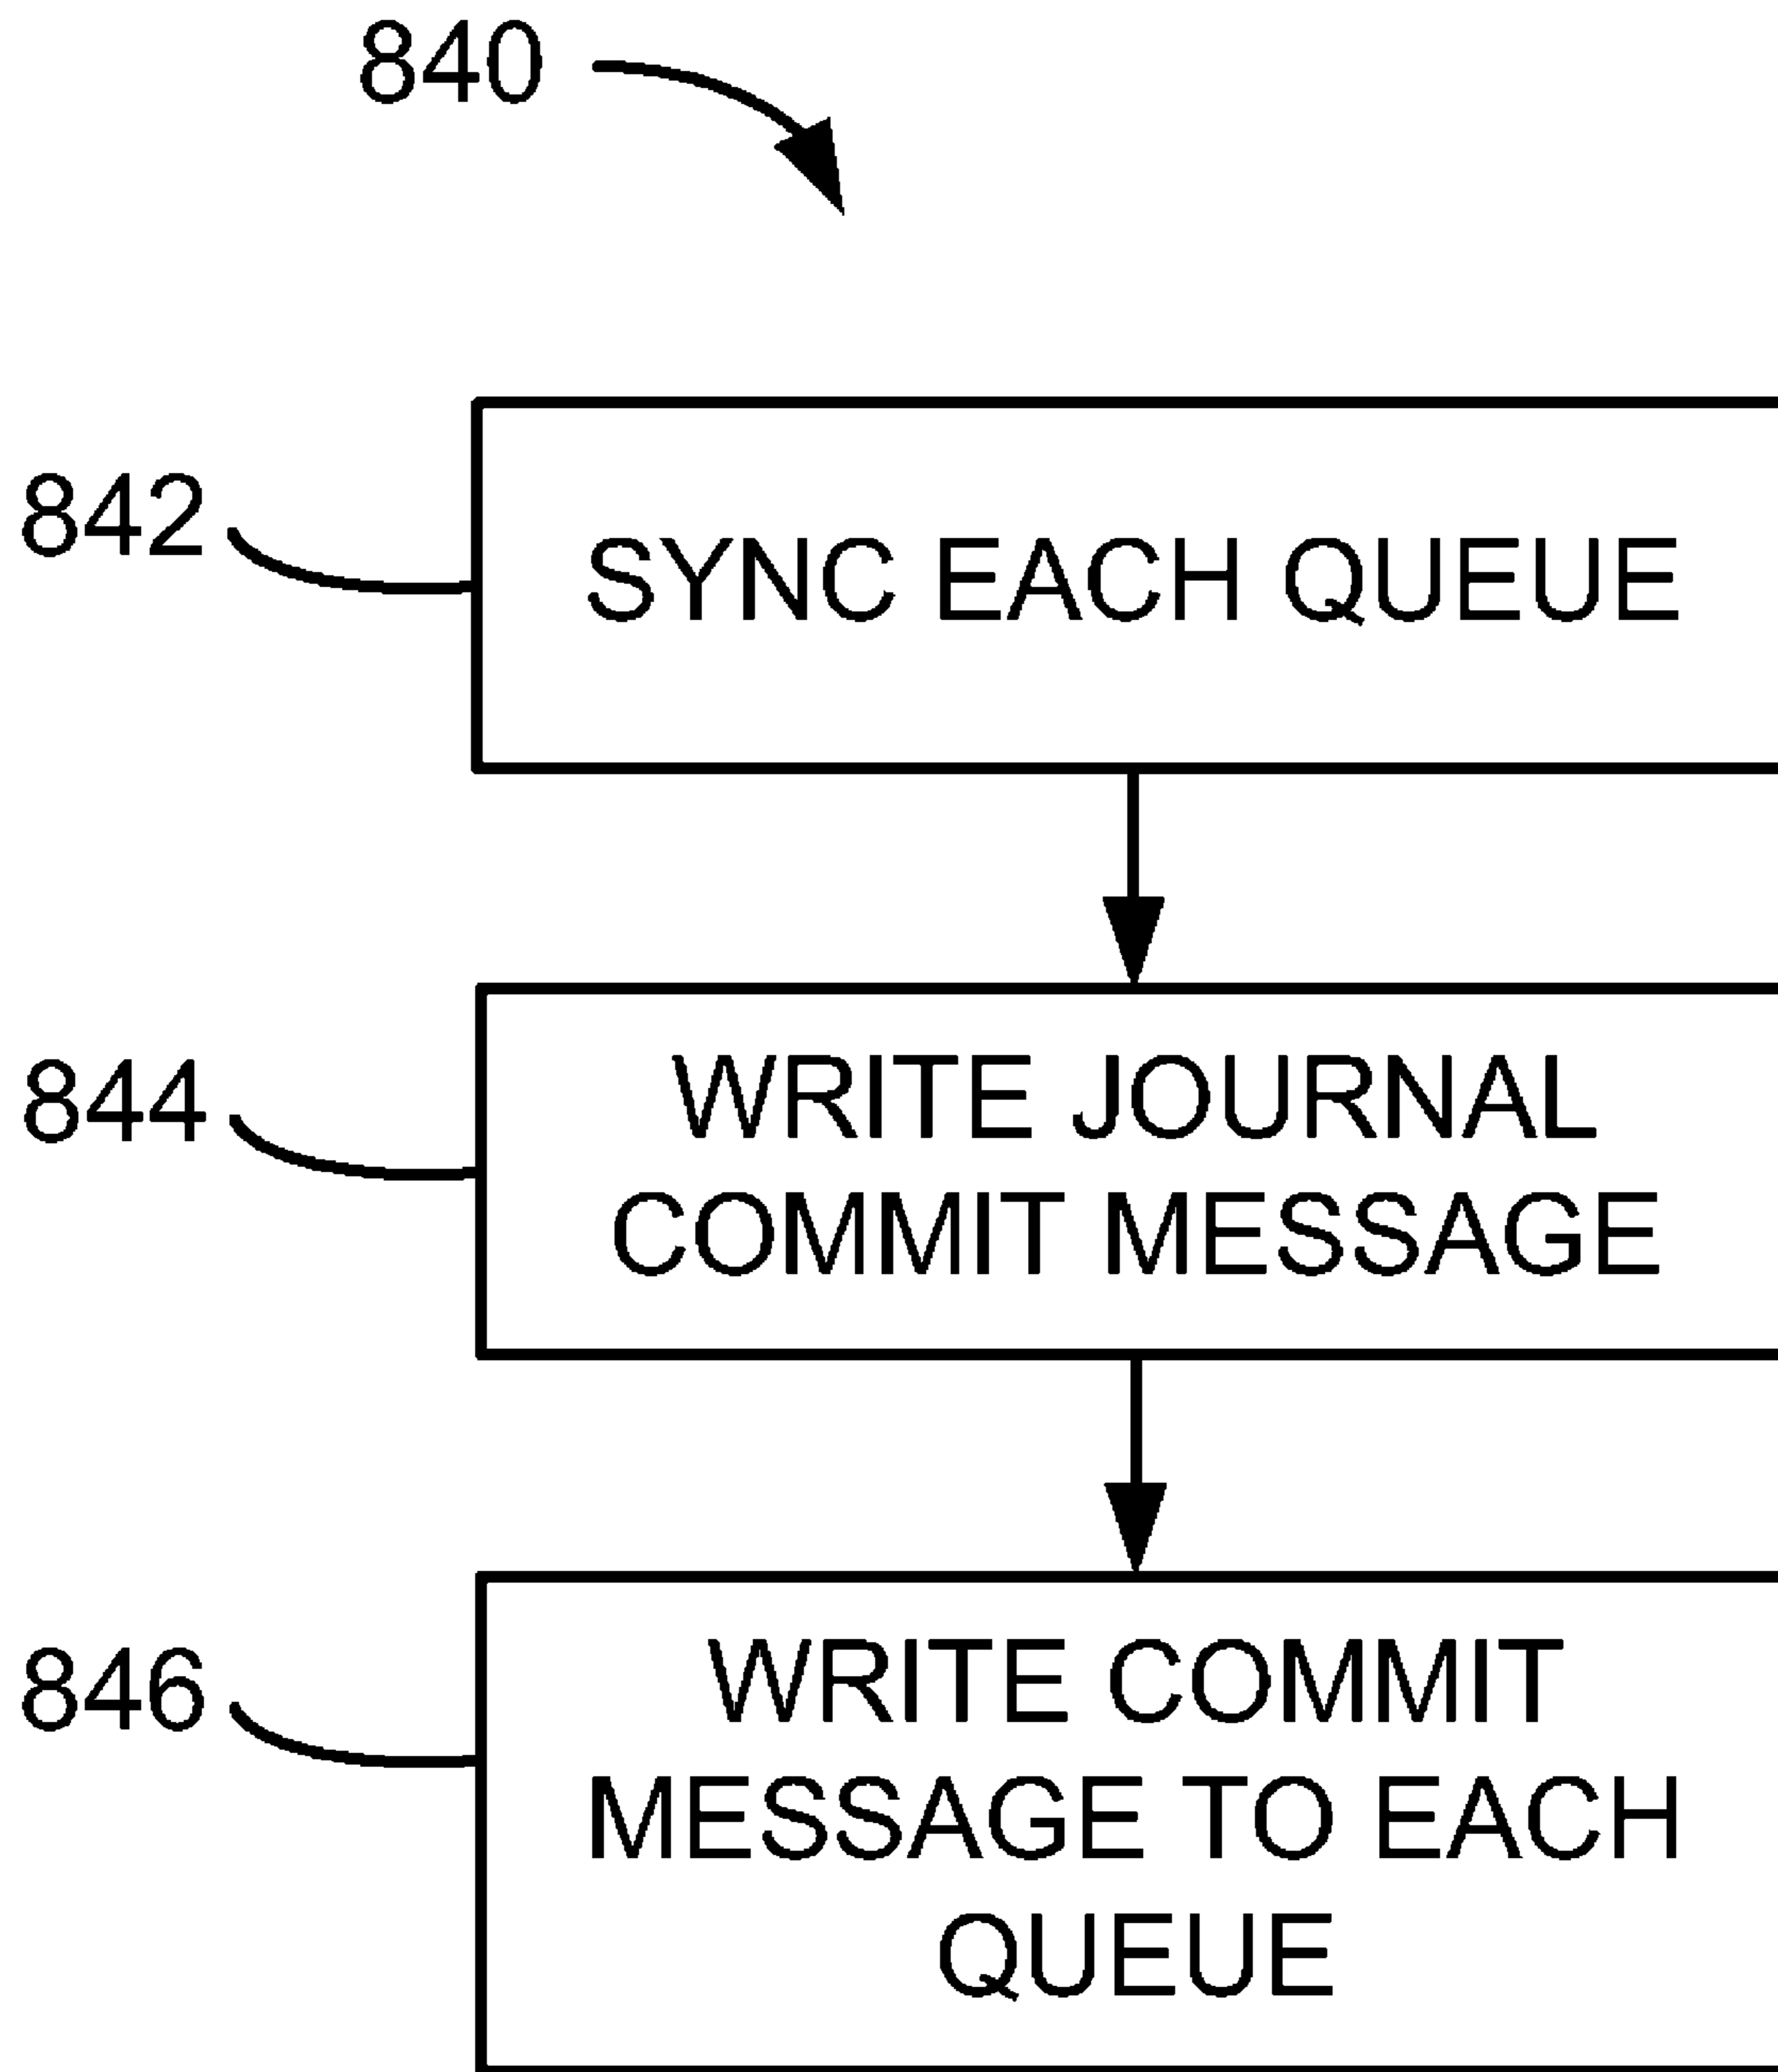 840
842
SYNC EACH QUEUE
844
WRITE JOURNAL
COMMIT MESSAGE
846
WRITE COMMIT
MESSAGE TO EACH
QUEUE